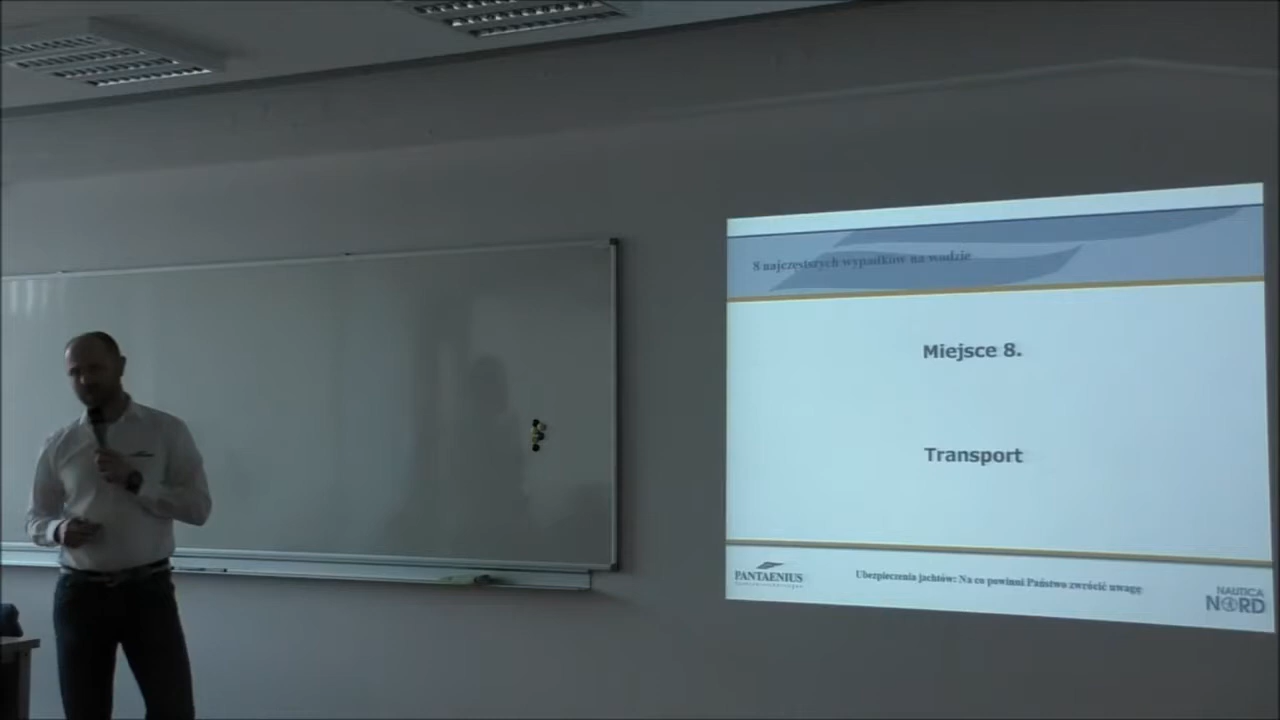 8 najczęstszych wypadków na wodzie
Miejsce 8.
Transport
PANTAENIUS
Ubezpieczenia jachtów: Na co powinni Państwo zwrócić uwagę
NAUTICA
NORD